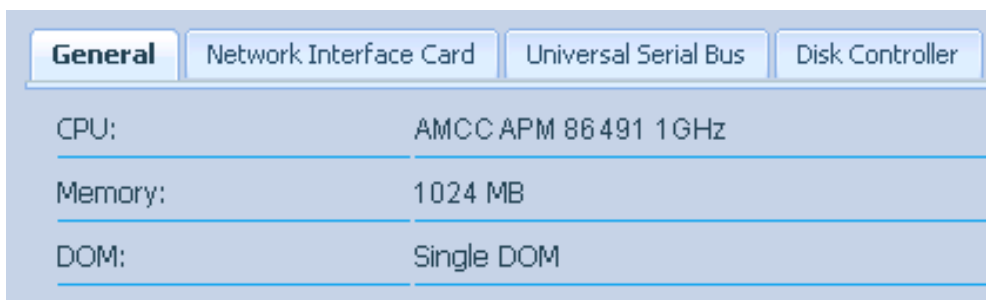 General Network Interface Card Universal Serial Bus Disk Controller
CPU: AMCC APM 86491 1GHz
Memory: 1024 MB
DOM: Single DOM